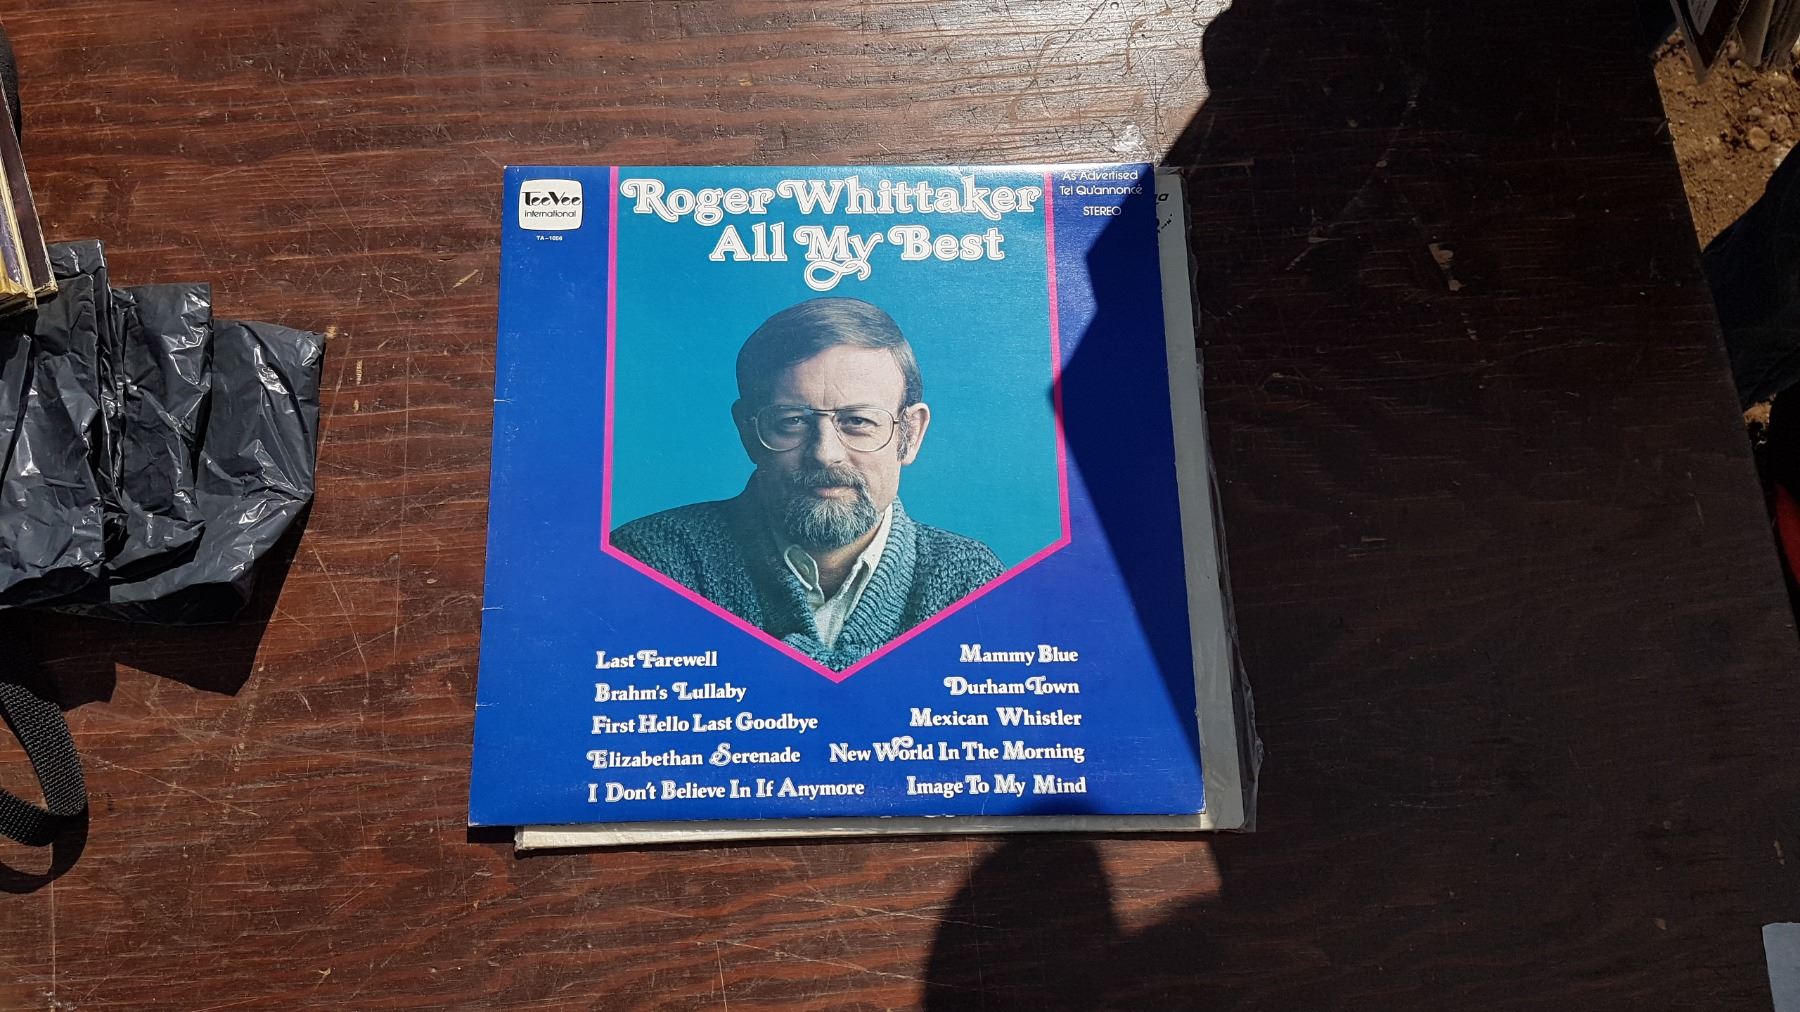 TeeVee
international
TA-1056
Roger Whittaker
All My Best
As Advertised
Tel Qu'annoncé
STEREO
Last Farewell
Brahm's Lullaby
First Hello Last Goodbye
Elizabethan Serenade
I Don't Believe In If Anymore
Mammy Blue
Durham Town
Mexican Whistler
New World In The Morning
Image To My Mind